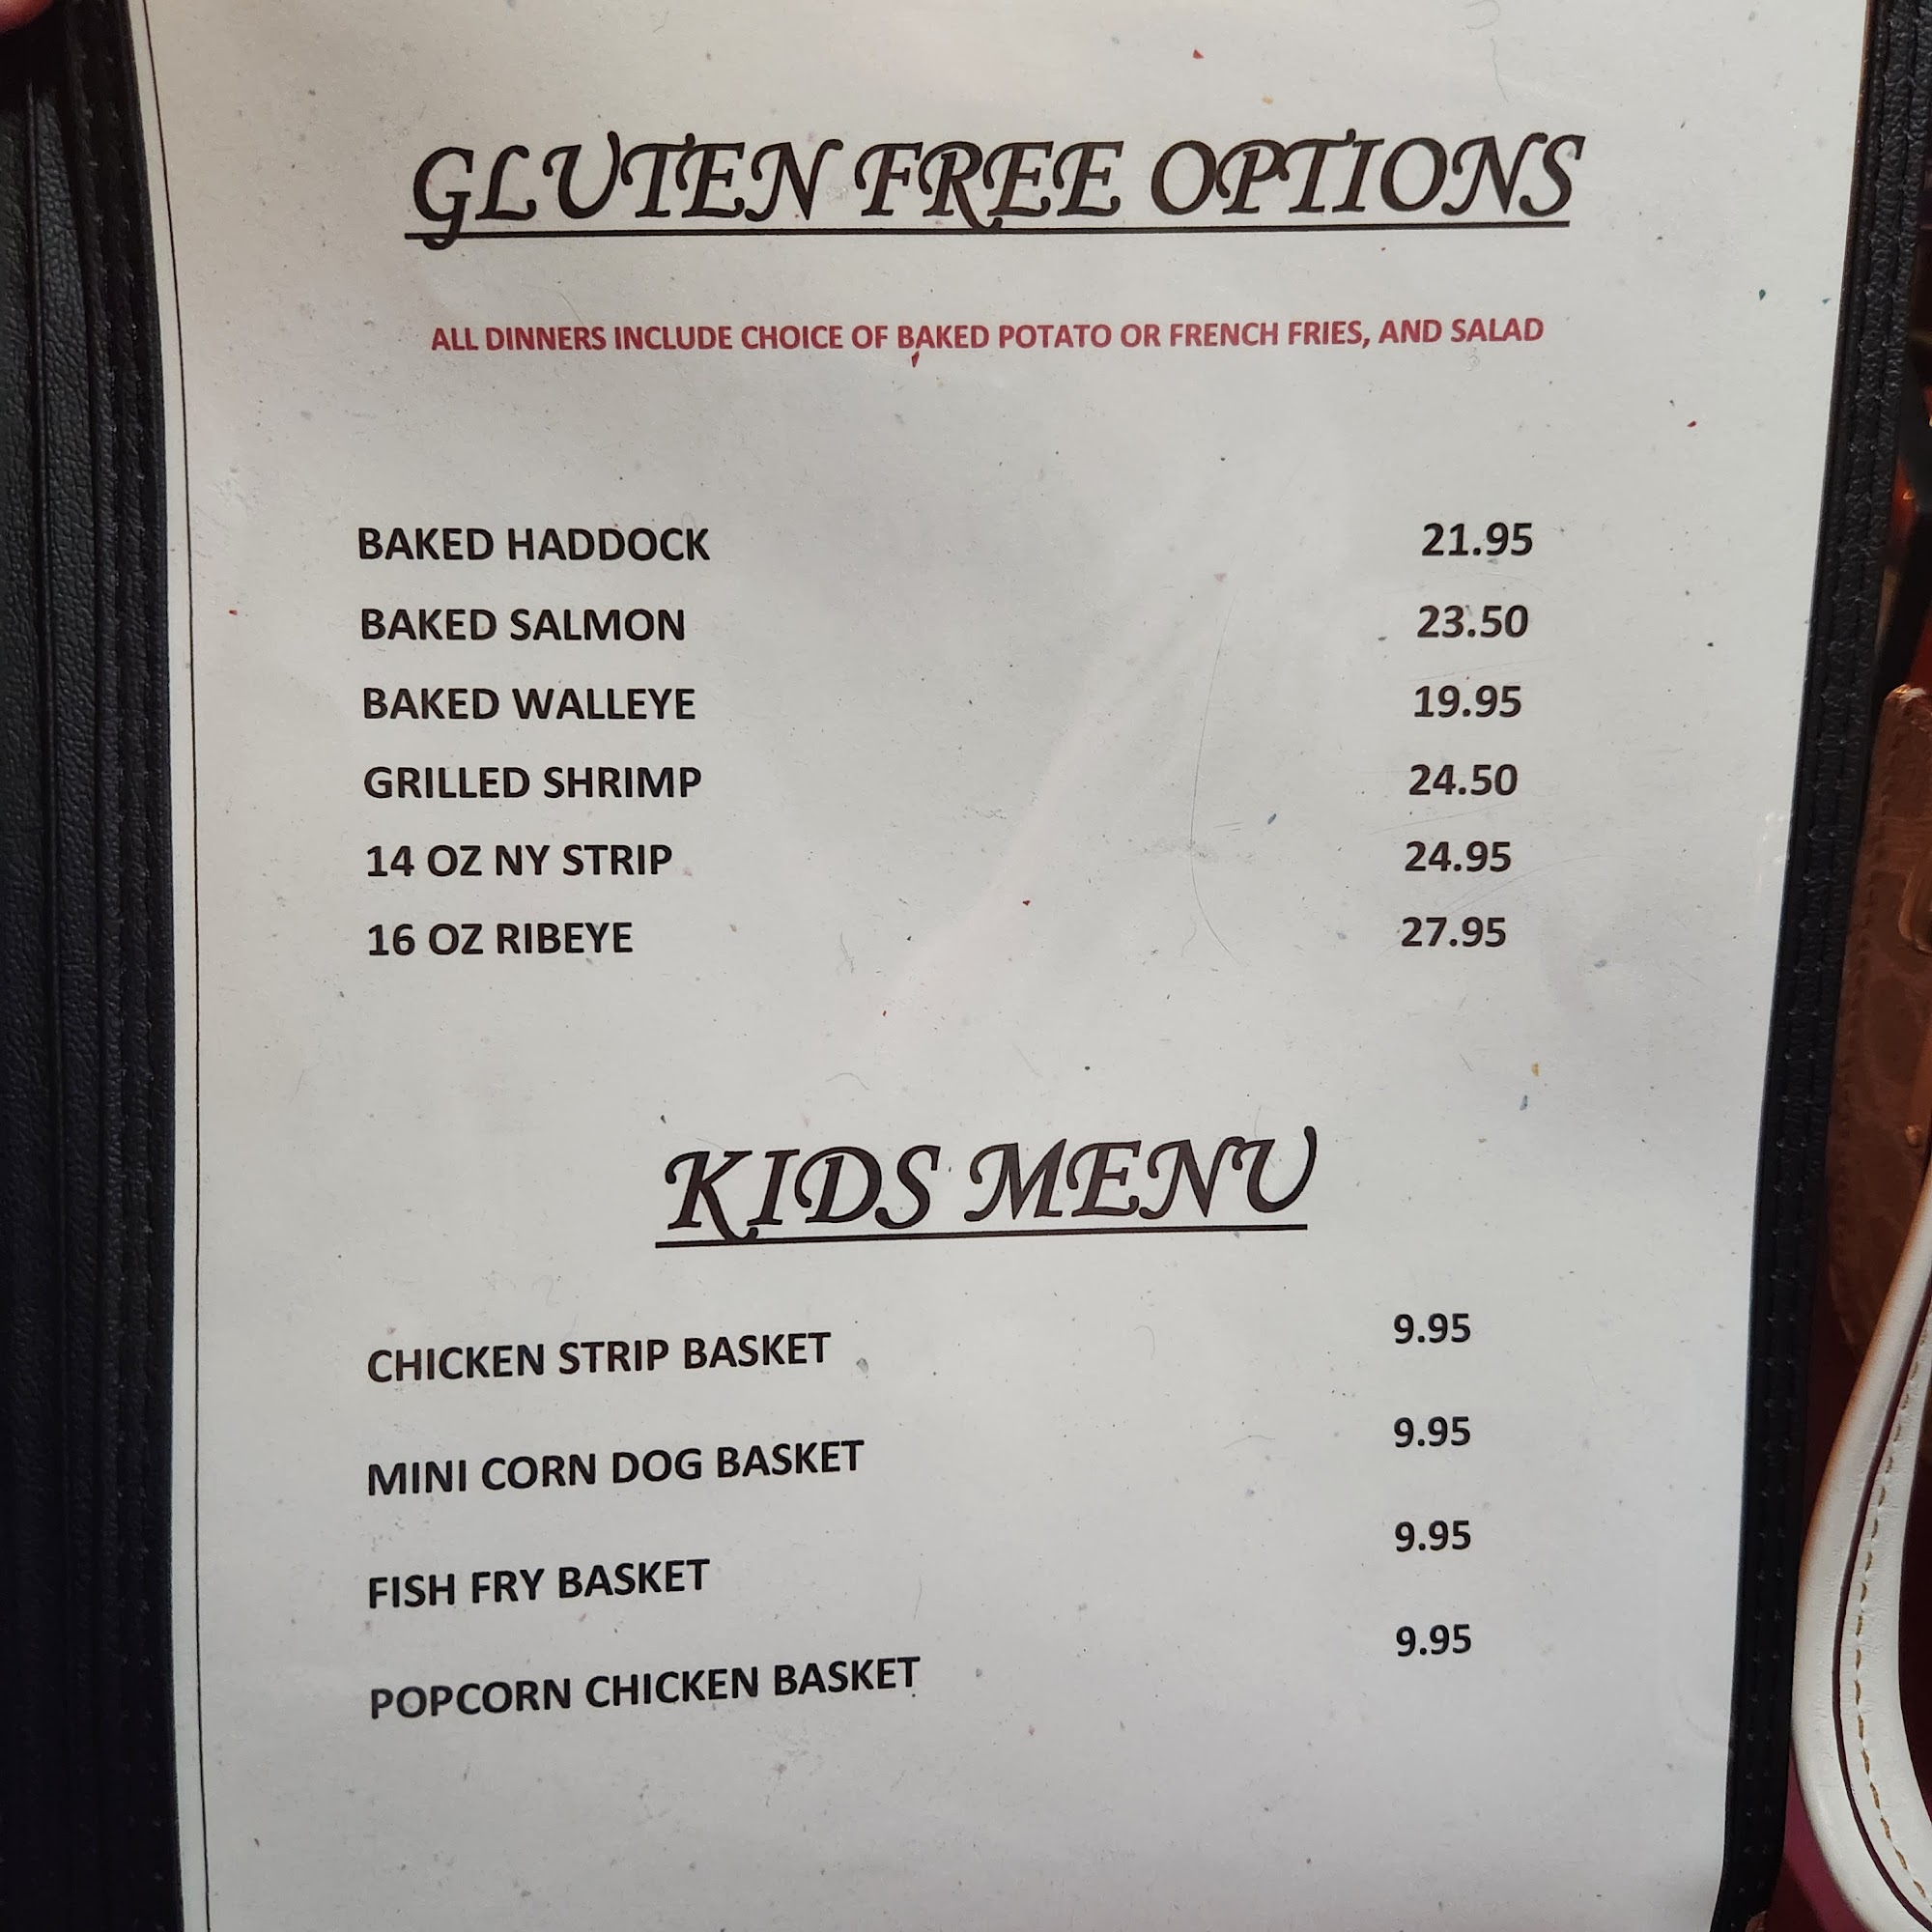 GLUTEN FREE OPTIONS
ALL DINNERS INCLUDE CHOICE OF BAKED POTATO OR FRENCH FRIES, AND SALAD
BAKED HADDOCK 21.95
BAKED SALMON 23.50
BAKED WALLEYE 19.95
GRILLED SHRIMP 24.50
14 OZ NY STRIP 24.95
16 OZ RIBEYE 27.95
KIDS MENU
CHICKEN STRIP BASKET 9.95
MINI CORN DOG BASKET 9.95
FISH FRY BASKET 9.95
POPCORN CHICKEN BASKET 9.95